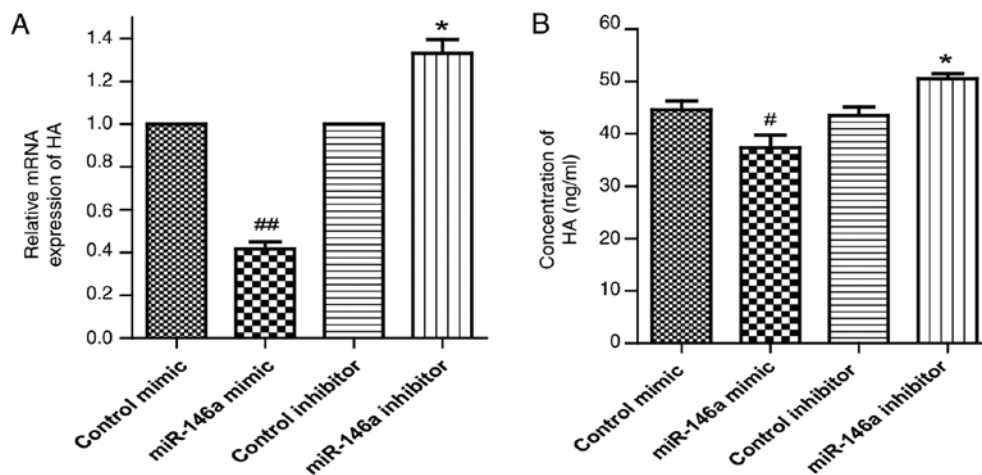 A
Relative mRNA
expression of HA
1.4
1.2
1.0
0.8
0.6
0.4
0.2
0.0
##
*
Control mimic
miR-146a mimic
Control inhibitor
miR-146a inhibitor
B
Concentration of
HA (ng/ml)
60
50
40
30
20
10
0
#
*
Control mimic
miR-146a mimic
Control inhibitor
miR-146a inhibitor